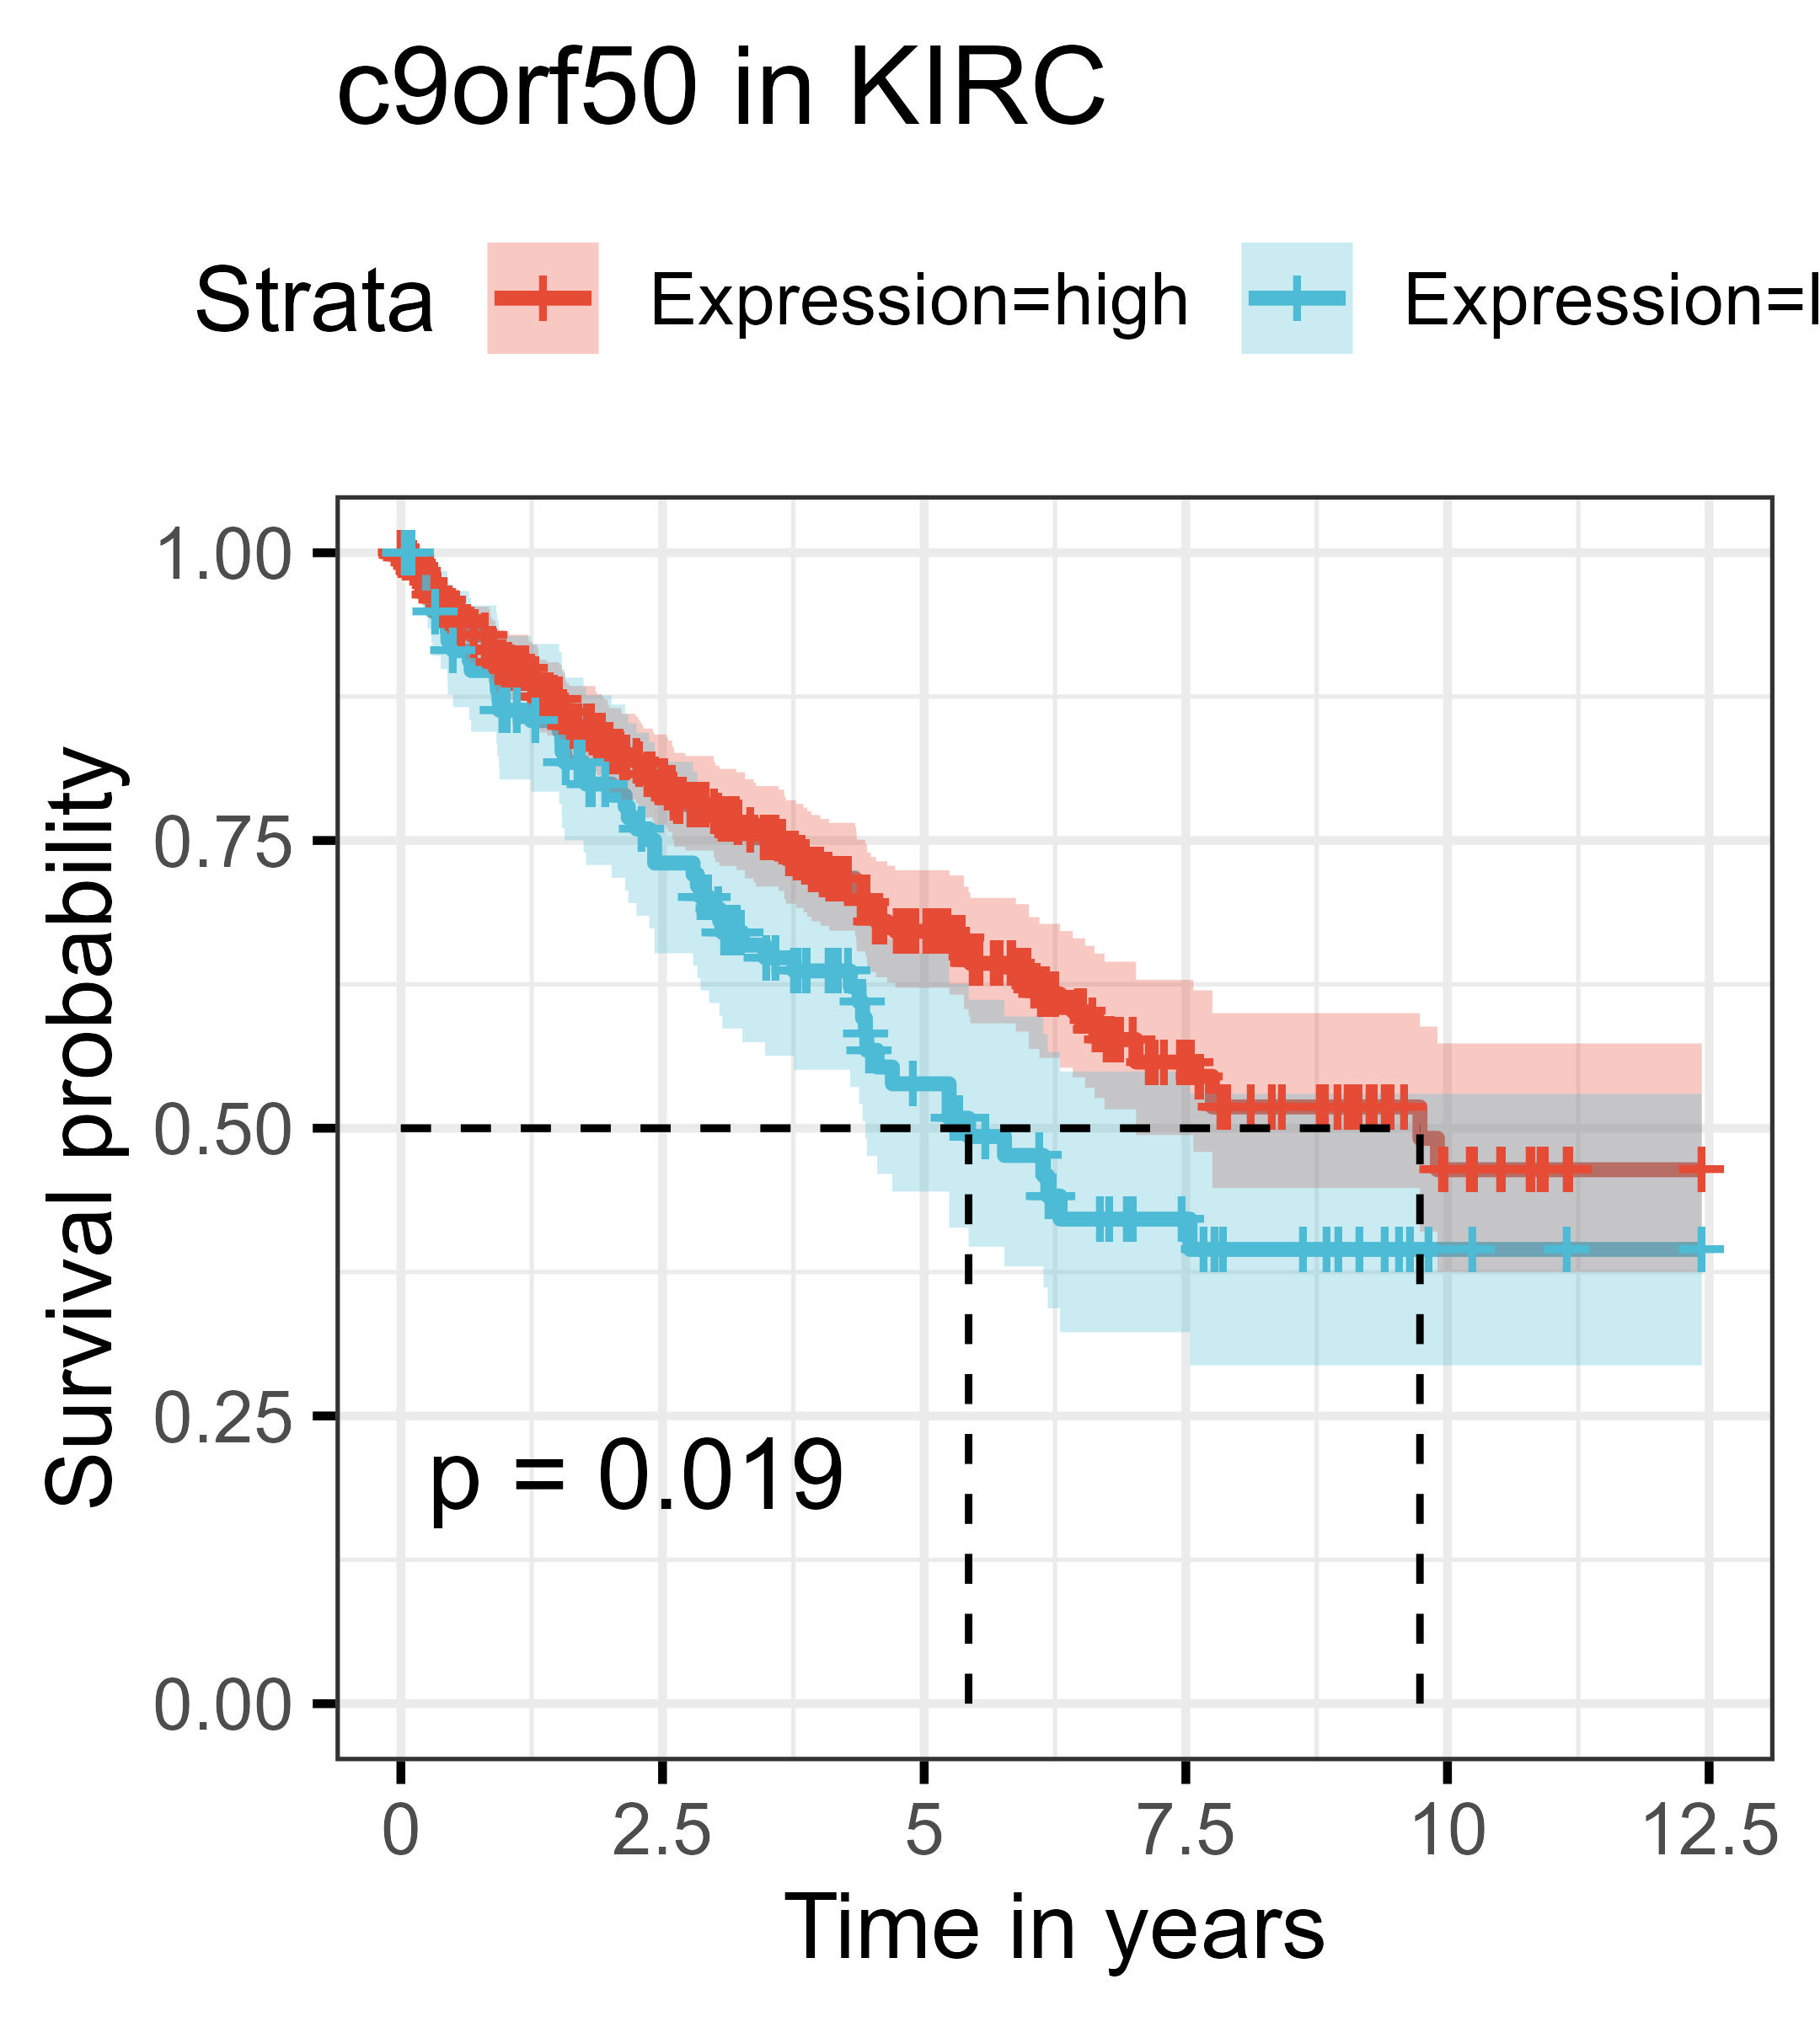 c9orf50 in KIRC
Strata Expression=high Expression=l
Survival probability
1.00
0.75
0.50
0.25
0.00
p = 0.019
0 2.5 5 7.5 10 12.5
Time in years